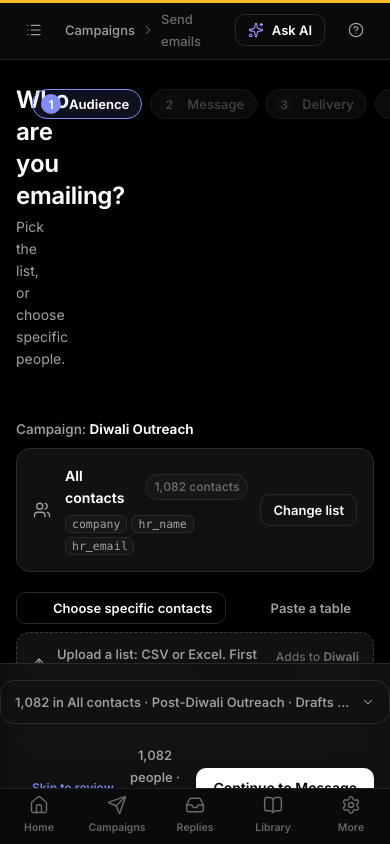 Campaigns
Send
emails
Ask AI
Who
are
you
emailing?
1 Audience
2 Message
3 Delivery
Pick
the
list,
or
choose
specific
people.
Campaign: Diwali Outreach
All
contacts
1,082 contacts
company hr_name
hr_email
Change list
Choose specific contacts
Paste a table
Upload a list: CSV or Excel. First
Adds to Diwali
1,082 in All contacts · Post-Diwali Outreach · Drafts ...
1,082
people ·
Skip to review
Continue to Message
Home
Campaigns
Replies
Library
More